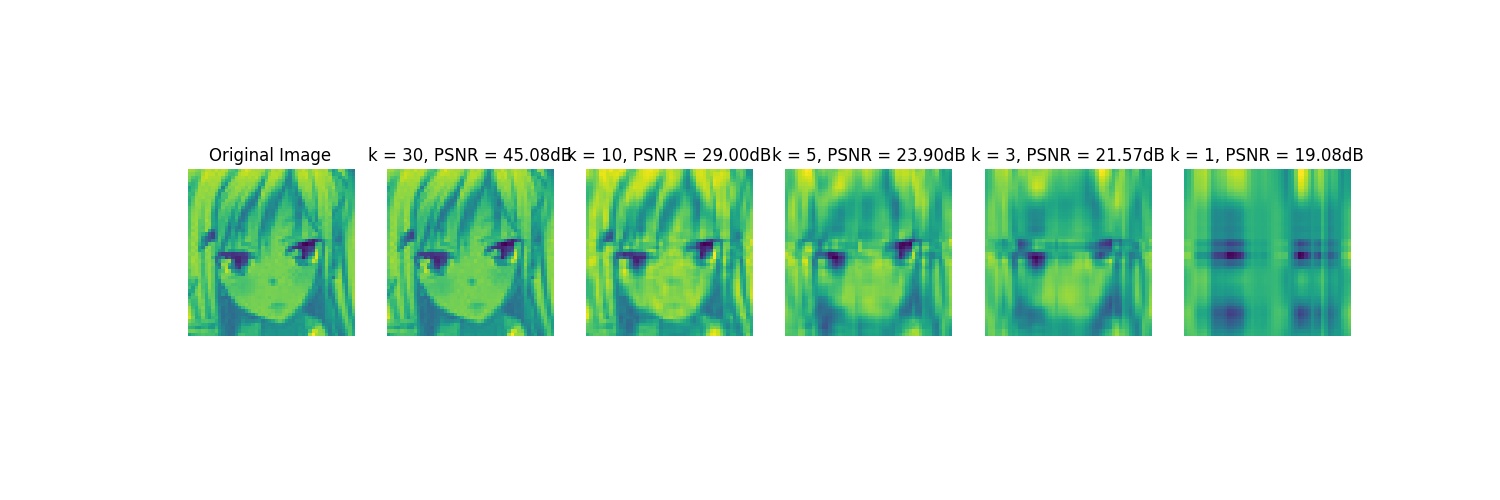 Original Image
k = 30, PSNR = 45.08dB
k = 10, PSNR = 29.00dB
k = 5, PSNR = 23.90dB
k = 3, PSNR = 21.57dB
k = 1, PSNR = 19.08dB